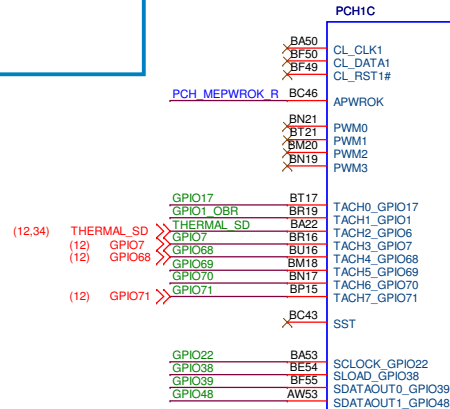 PCH1C
BA50 CL_CLK1
BF50 CL_DATA1
BF49 CL_RST1#
PCH_MEPWROK_R BC46 APWROK
BN21 PWM0
BT21 PWM1
BM20 PWM2
BN19 PWM3
GPIO17 BT17 TACH0_GPIO17
GPIO1_OBR BR19 TACH1_GPIO1
(12,34) THERMAL_SD THERMAL_SD BA22 TACH2_GPIO6
(12) GPIO7 GPIO7 BR16 TACH3_GPIO7
(12) GPIO68 GPIO68 BU16 TACH4_GPIO68
GPIO69 BM18 TACH5_GPIO69
GPIO70 BN17 TACH6_GPIO70
(12) GPIO71 GPIO71 BP15 TACH7_GPIO71
BC43 SST
GPIO22 BA53 SCLOCK_GPIO22
GPIO38 BE54 SLOAD_GPIO38
GPIO39 BF55 SDATAOUT0_GPIO39
GPIO48 AW53 SDATAOUT1_GPIO48